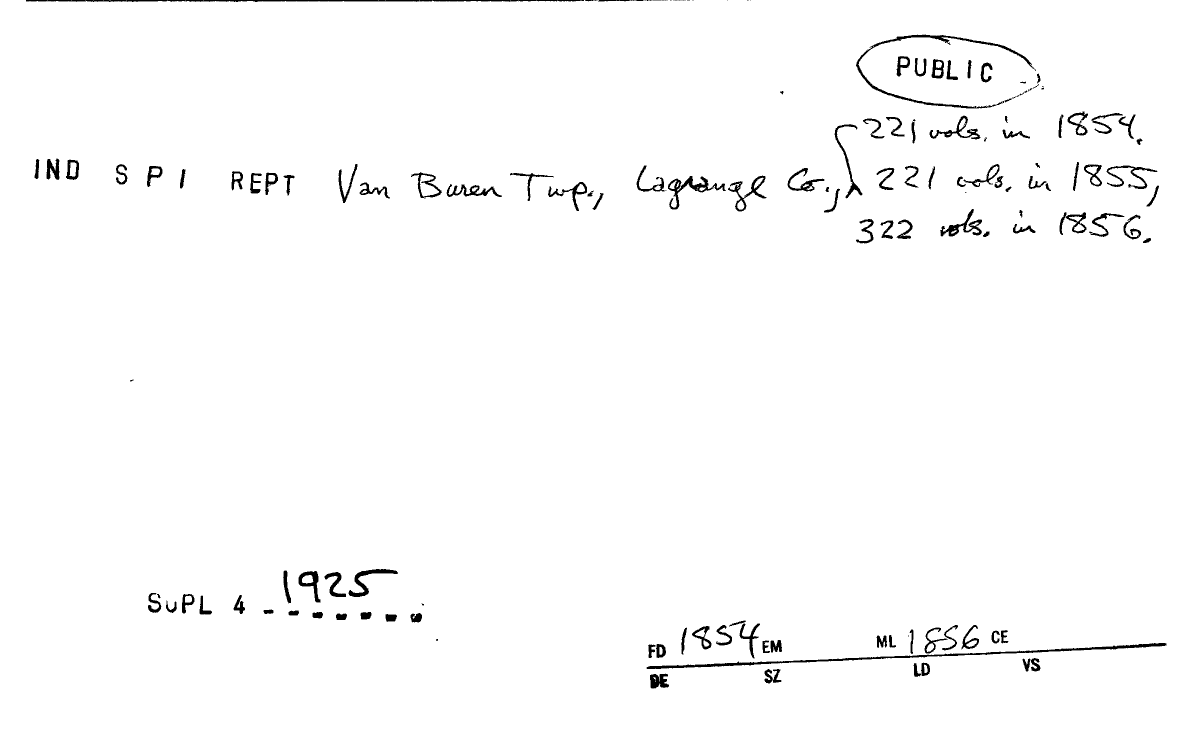 PUBLIC
221 vols. in 1854.
IND S P I REPT Van Buren Twp., Lagrange Co., 221 vols. in 1855,
322 vols. in 1856.
SUPL 4 1925
FD 1854 EM ML 1856 CE
DE SZ LD VS